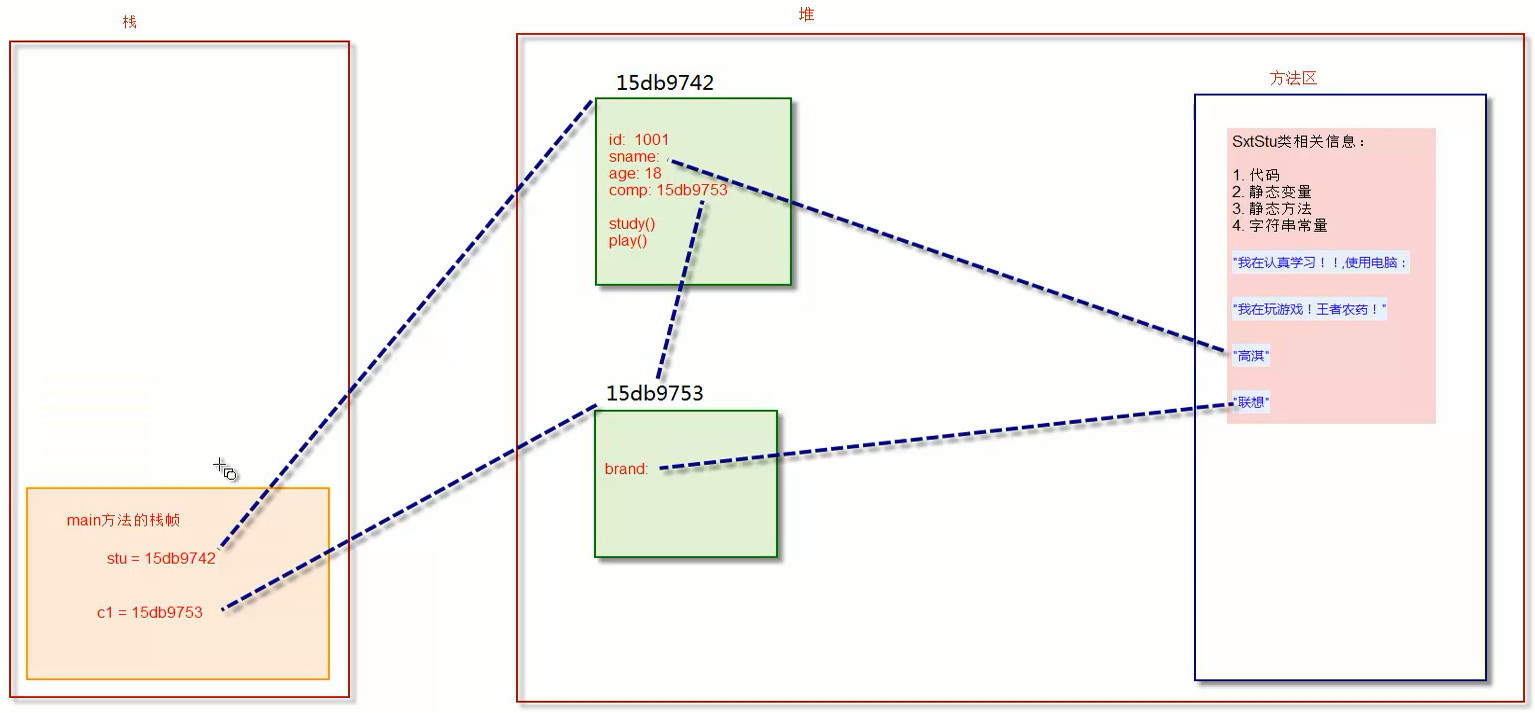 栈
main方法的栈帧
stu = 15db9742
c1 = 15db9753
堆
15db9742
id: 1001
sname:
age: 18
comp: 15db9753
study()
play()
15db9753
brand:
方法区
SxtStu类相关信息：
1. 代码
2. 静态变量
3. 静态方法
4. 字符串常量
"我在认真学习！！,使用电脑：
"我在玩游戏！王者农药！"
"高淇"
"联想"